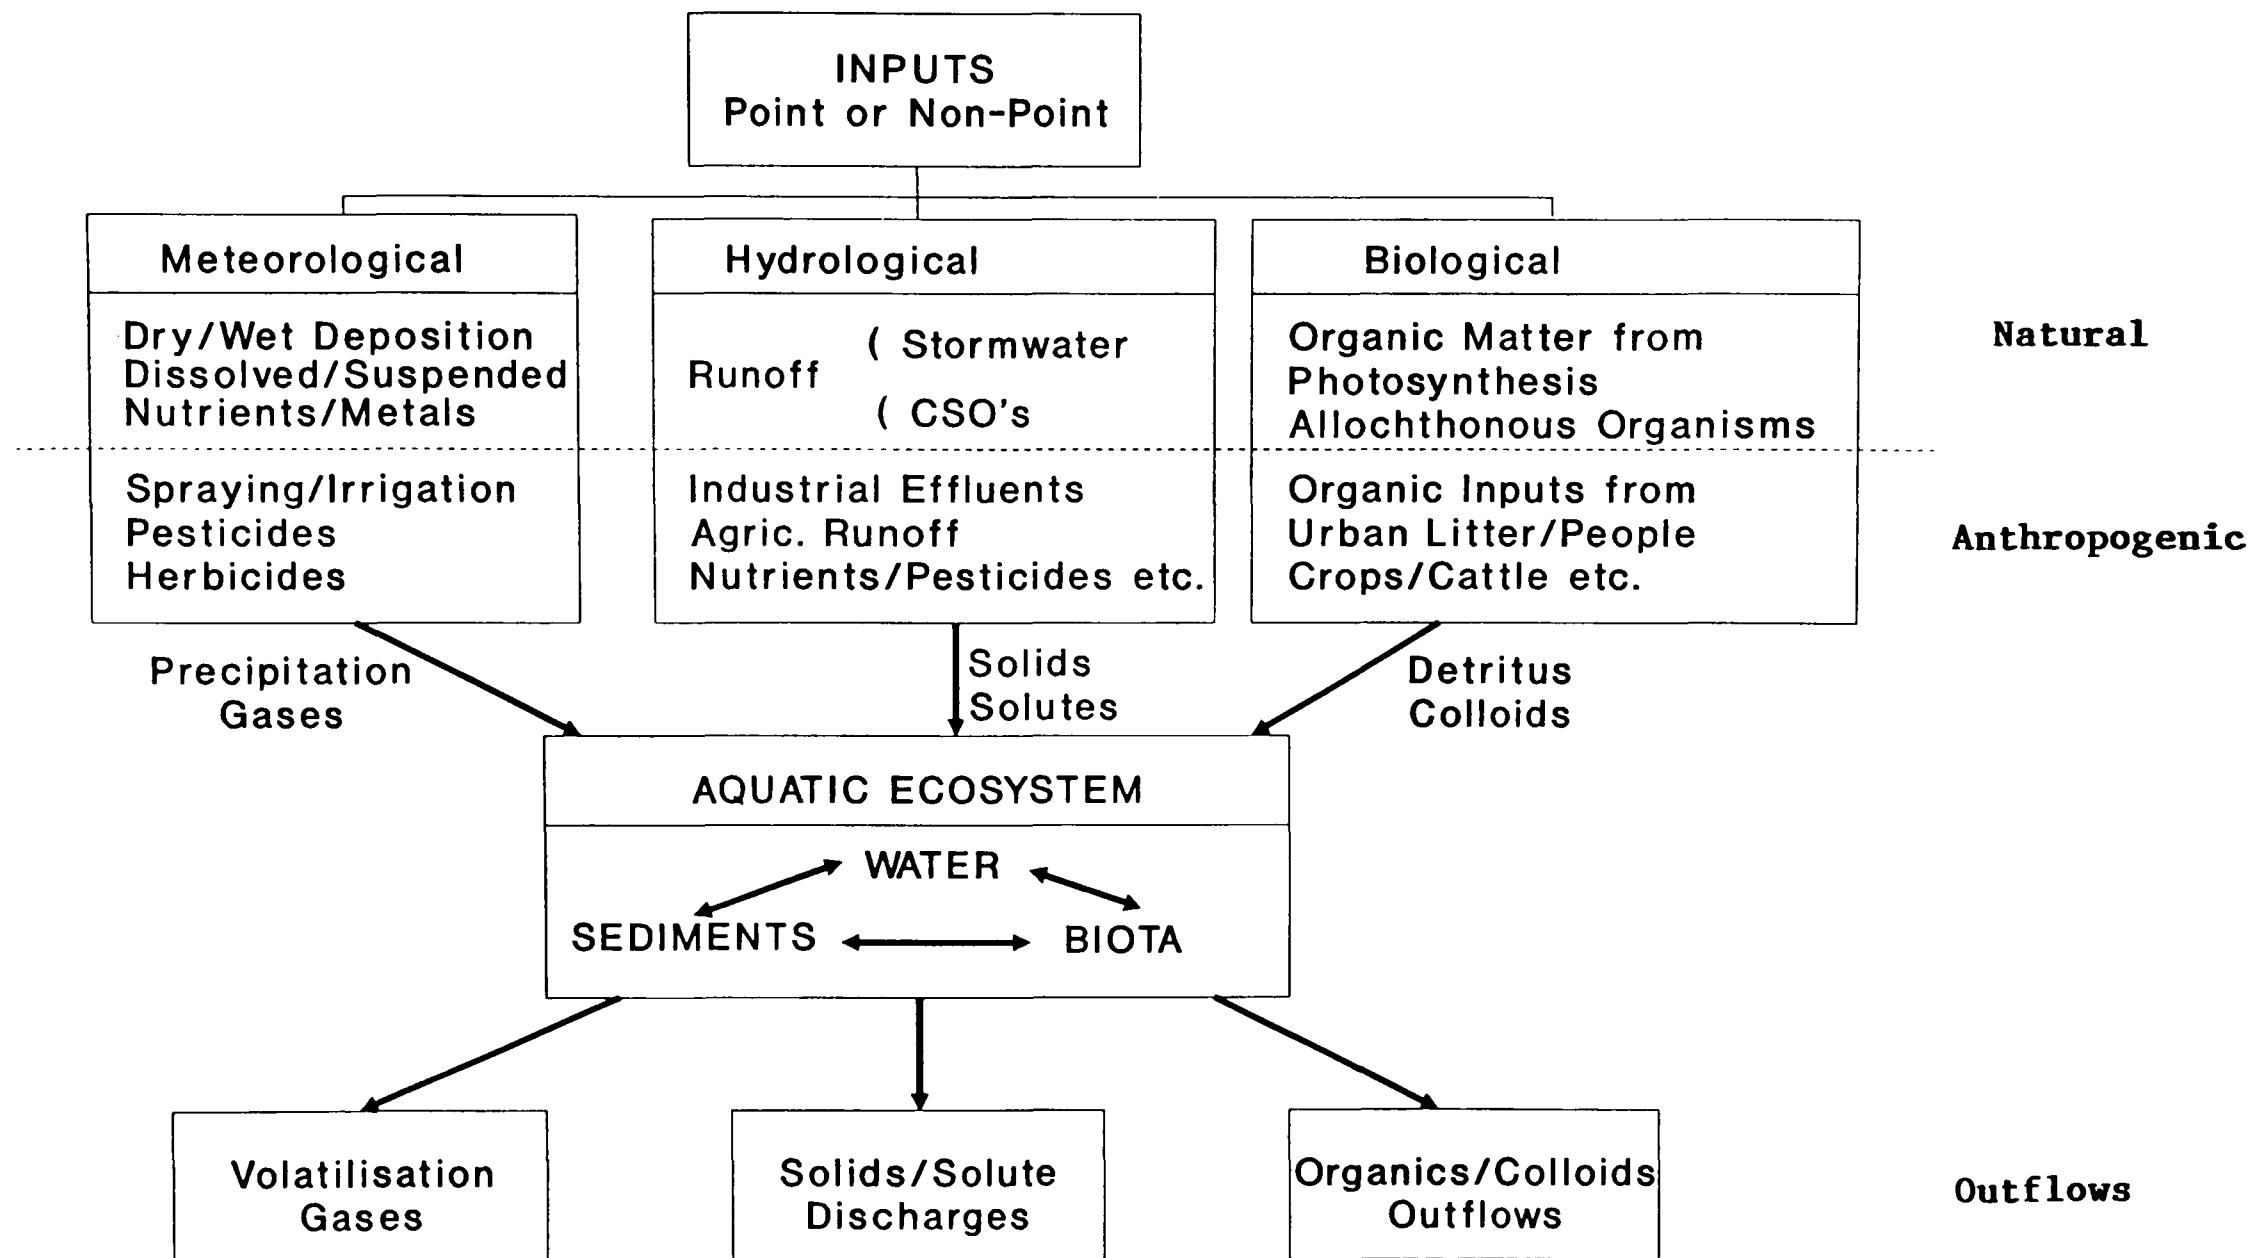 INPUTS
Point or Non-Point
Meteorological
Dry/Wet Deposition
Dissolved/Suspended
Nutrients/Metals
Spraying/Irrigation
Pesticides
Herbicides
Hydrological
Runoff
( Stormwater
( CSO's
Industrial Effluents
Agric. Runoff
Nutrients/Pesticides etc.
Biological
Organic Matter from
Photosynthesis
Allochthonous Organisms
Organic Inputs from
Urban Litter/People
Crops/Cattle etc.
Natural
Anthropogenic
Precipitation
Gases
Solids
Solutes
Detritus
Colloids
AQUATIC ECOSYSTEM
WATER
SEDIMENTS
BIOTA
Volatilisation
Gases
Solids/Solute
Discharges
Organics/Colloids
Outflows
Outflows